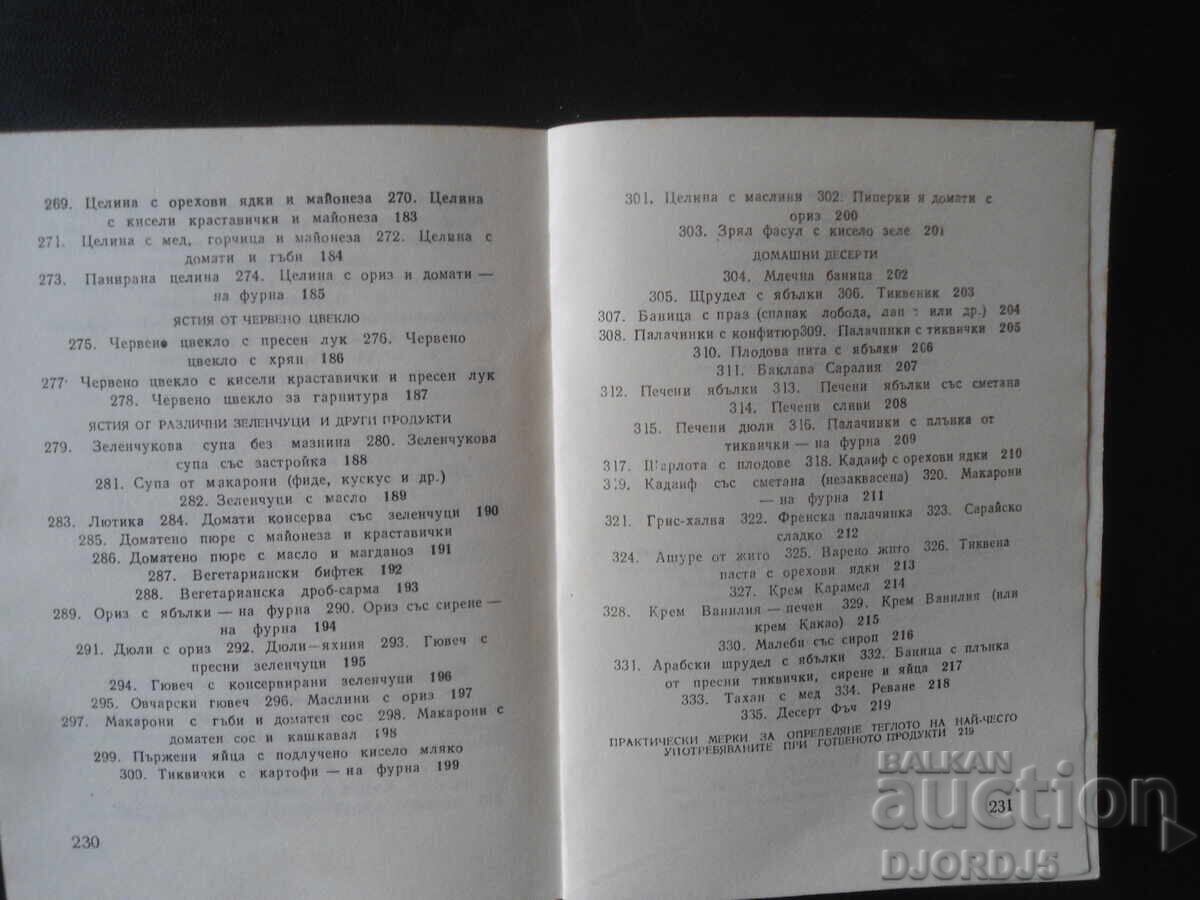 269. Целина с орехови ядки и майонеза 270. Целина
с кисели краставички и майонеза 183
271. Целина с мед, горчица и майонеза 272. Целина с
домати и гъби 184
273. Панирана целина 274. Целина с ориз и домати —
на фурна 185
ЯСТИЯ ОТ ЧЕРВЕНО ЦВЕКЛО
275. Червено цвекло с пресен лук 276. Червено
цвекло с хрян 186
277. Червено цвекло с кисели краставички и пресен лук
278. Червено цвекло за гарнитура 187
ЯСТИЯ ОТ РАЗЛИЧНИ ЗЕЛЕНЧУЦИ И ДРУГИ ПРОДУКТИ
279. Зеленчукова супа без мазнина 280. Зеленчукова
супа със застройка 188
281. Супа от макарони (фиде, кускус и др.)
282. Зеленчуци с масло 189
283. Лютика 284. Домати консерва със зеленчуци 190
285. Доматено пюре с майонеза и краставички
286. Доматено пюре с масло и магданоз 191
287. Вегетариански бифтек 192
288. Вегетарианска дроб-сарма 193
289. Ориз с ябълки — на фурна 290. Ориз със сирене —
на фурна 194
291. Дюли с ориз 292. Дюли—яхния 293. Гювеч с
пресни зеленчуци 195
294. Гювеч с консервирани зеленчуци 196
295. Овчарски гювеч 296. Маслини с ориз 197
297. Макарони с гъби и доматен сос 298. Макарони с
доматен сос и кашкавал 198
299. Пържени яйца с подлучено кисело мляко
300. Тиквички с картофи — на фурна 199
230
301. Целина с маслини 302. Пиперки я домати с
ориз 200
303. Зрял фасул с кисело зеле 201
ДОМАШНИ ДЕСЕРТИ
304. Млечна баница 202
305. Щрудел с ябълки 306. Тиквеник 203
307. Баница с праз (спанак лобода, лап или др.) 204
308. Палачинки с конфитюр309. Палачинки с тиквички 205
310. Плодова пита с ябълки 206
311. Баклава Саралия 207
312. Печени ябълки 313. Печени ябълки със сметана
314. Печени сливи 208
315. Печени дюли 316. Палачинки с плънка от
тиквички — на фурна 209
317. Шарлота с плодове 318. Кадаиф с орехови ядки 210
319. Кадаиф със сметана (незаквасена) 320. Макарони
— на фурна 211
321. Грис-халва 322. Френска палачинка 323. Сарайско
сладко 212
324. Ашуре от жито 325. Варено жито 326. Тиквена
паста с орехови ядки 213
327. Крем Карамел 214
328. Крем Ванилия — печен 329. Крем Ванилия (или
крем Какао) 215
330. Малеби със сироп 216
331. Арабски щрудел с ябълки 332. Баница с плънка
от пресни тиквички, сирене и яйца 217
333. Тахан с мед 334. Реване 218
335. Десерт Фъч 219
ПРАКТИЧЕСКИ МЕРКИ ЗА ОПРЕДЕЛЯНЕ ТЕГЛОТО НА НАЙ-ЧЕСТО
УПОТРЕБЯВАНИТЕ ПРИ ГОТВЕНОТО ПРОДУКТИ 219
231
BALKAN
auction
DJORDJ5